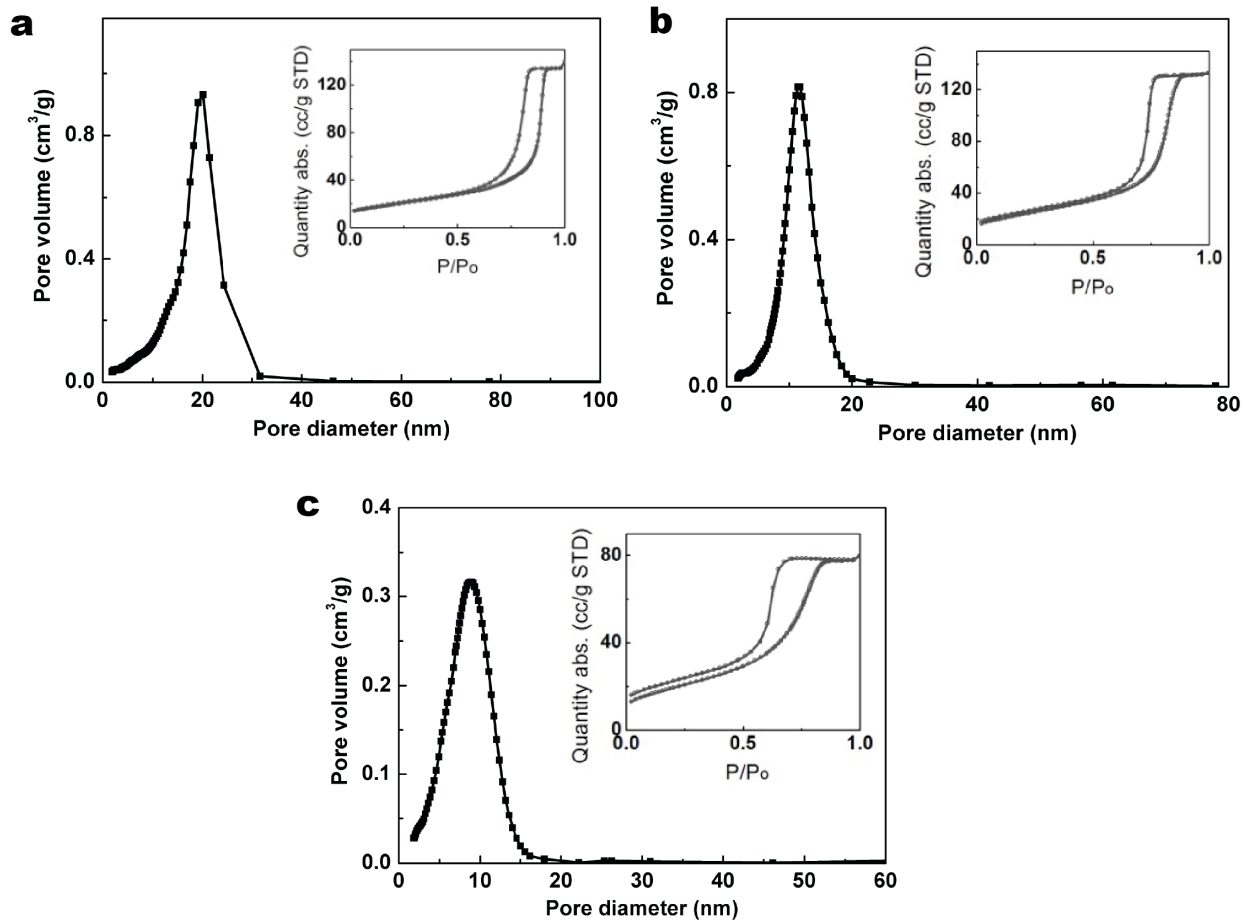 a
Pore volume (cm³/g)
0.8
0.4
0.0
0 20 40 60 80 100
Pore diameter (nm)
Quantity abs. (cc/g STD)
120
80
40
0
0.0 0.5 1.0
P/Po
b
Pore volume (cm³/g)
0.8
0.4
0.0
0 20 40 60 80
Pore diameter (nm)
Quantity abs. (cc/g STD)
120
80
40
0
0.0 0.5 1.0
P/Po
c
Pore volume (cm³/g)
0.4
0.3
0.2
0.1
0.0
0 10 20 30 40 50 60
Pore diameter (nm)
Quantity abs. (cc/g STD)
80
40
0
0.0 0.5 1.0
P/Po